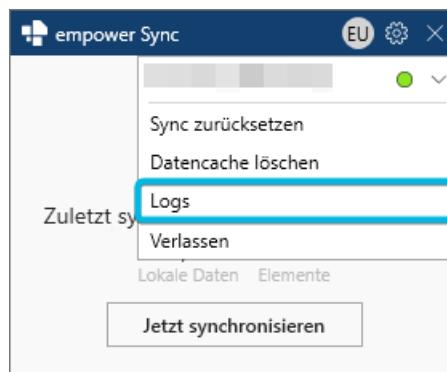 empower Sync EU
Sync zurücksetzen
Datencache löschen
Logs
Zuletzt sy
Verlassen
Lokale Daten Elemente
Jetzt synchronisieren